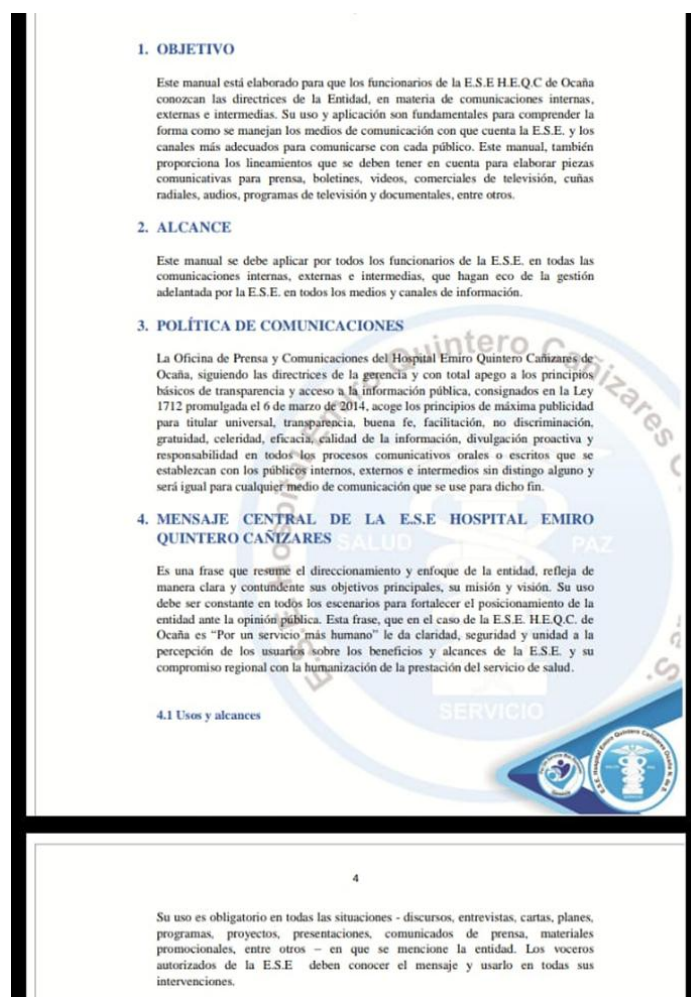 1. OBJETIVO
Este manual está elaborado para que los funcionarios de la E.S.E H.E.Q.C de Ocaña
conozcan las directrices de la Entidad, en materia de comunicaciones internas,
externas e intermedias. Su uso y aplicación son fundamentales para comprender la
forma como se manejan los medios de comunicación con que cuenta la E.S.E. y los
canales más adecuados para comunicarse con cada público. Este manual, también
proporciona los lineamientos que se deben tener en cuenta para elaborar piezas
comunicativas para prensa, boletines, videos, comerciales de televisión, cuñas
radiales, audios, programas de televisión y documentales, entre otros.
2. ALCANCE
Este manual se debe aplicar por todos los funcionarios de la E.S.E. en todas las
comunicaciones internas, externas e intermedias, que hagan eco de la gestión
adelantada por la E.S.E. en todos los medios y canales de información.
3. POLÍTICA DE COMUNICACIONES
La Oficina de Prensa y Comunicaciones del Hospital Emiro Quintero Cañizares de
Ocaña, siguiendo las directrices de la gerencia y con total apego a los principios
básicos de transparencia y acceso a la información pública, consignados en la Ley
1712 promulgada el 6 de marzo de 2014, acoge los principios de máxima publicidad
para titular universal, transparencia, buena fe, facilitación, no discriminación,
gratuidad, celeridad, eficacia, calidad de la información, divulgación proactiva y
responsabilidad en todos los procesos comunicativos orales o escritos que se
establezcan con los públicos internos, externos e intermedios sin distingo alguno y
será igual para cualquier medio de comunicación que se use para dicho fin.
4. MENSAJE CENTRAL DE LA E.S.E HOSPITAL EMIRO
QUINTERO CAÑIZARES
Es una frase que resume el direccionamiento y enfoque de la entidad, refleja de
manera clara y contundente sus objetivos principales, su misión y visión. Su uso
debe ser constante en todos los escenarios para fortalecer el posicionamiento de la
entidad ante la opinión pública. Esta frase, que en el caso de la E.S.E. H.E.Q.C. de
Ocaña es “Por un servicio más humano” le da claridad, seguridad y unidad a la
percepción de los usuarios sobre los beneficios y alcances de la E.S.E. y su
compromiso regional con la humanización de la prestación del servicio de salud.
4.1 Usos y alcances
E.S.E. Hospital Emiro Quintero Cañizares
SALUD
PAZ
SERVICIO
4
Su uso es obligatorio en todas las situaciones - discursos, entrevistas, cartas, planes,
programas, proyectos, presentaciones, comunicados de prensa, materiales
promocionales, entre otros – en que se mencione la entidad. Los voceros
autorizados de la E.S.E deben conocer el mensaje y usarlo en todas sus
intervenciones.